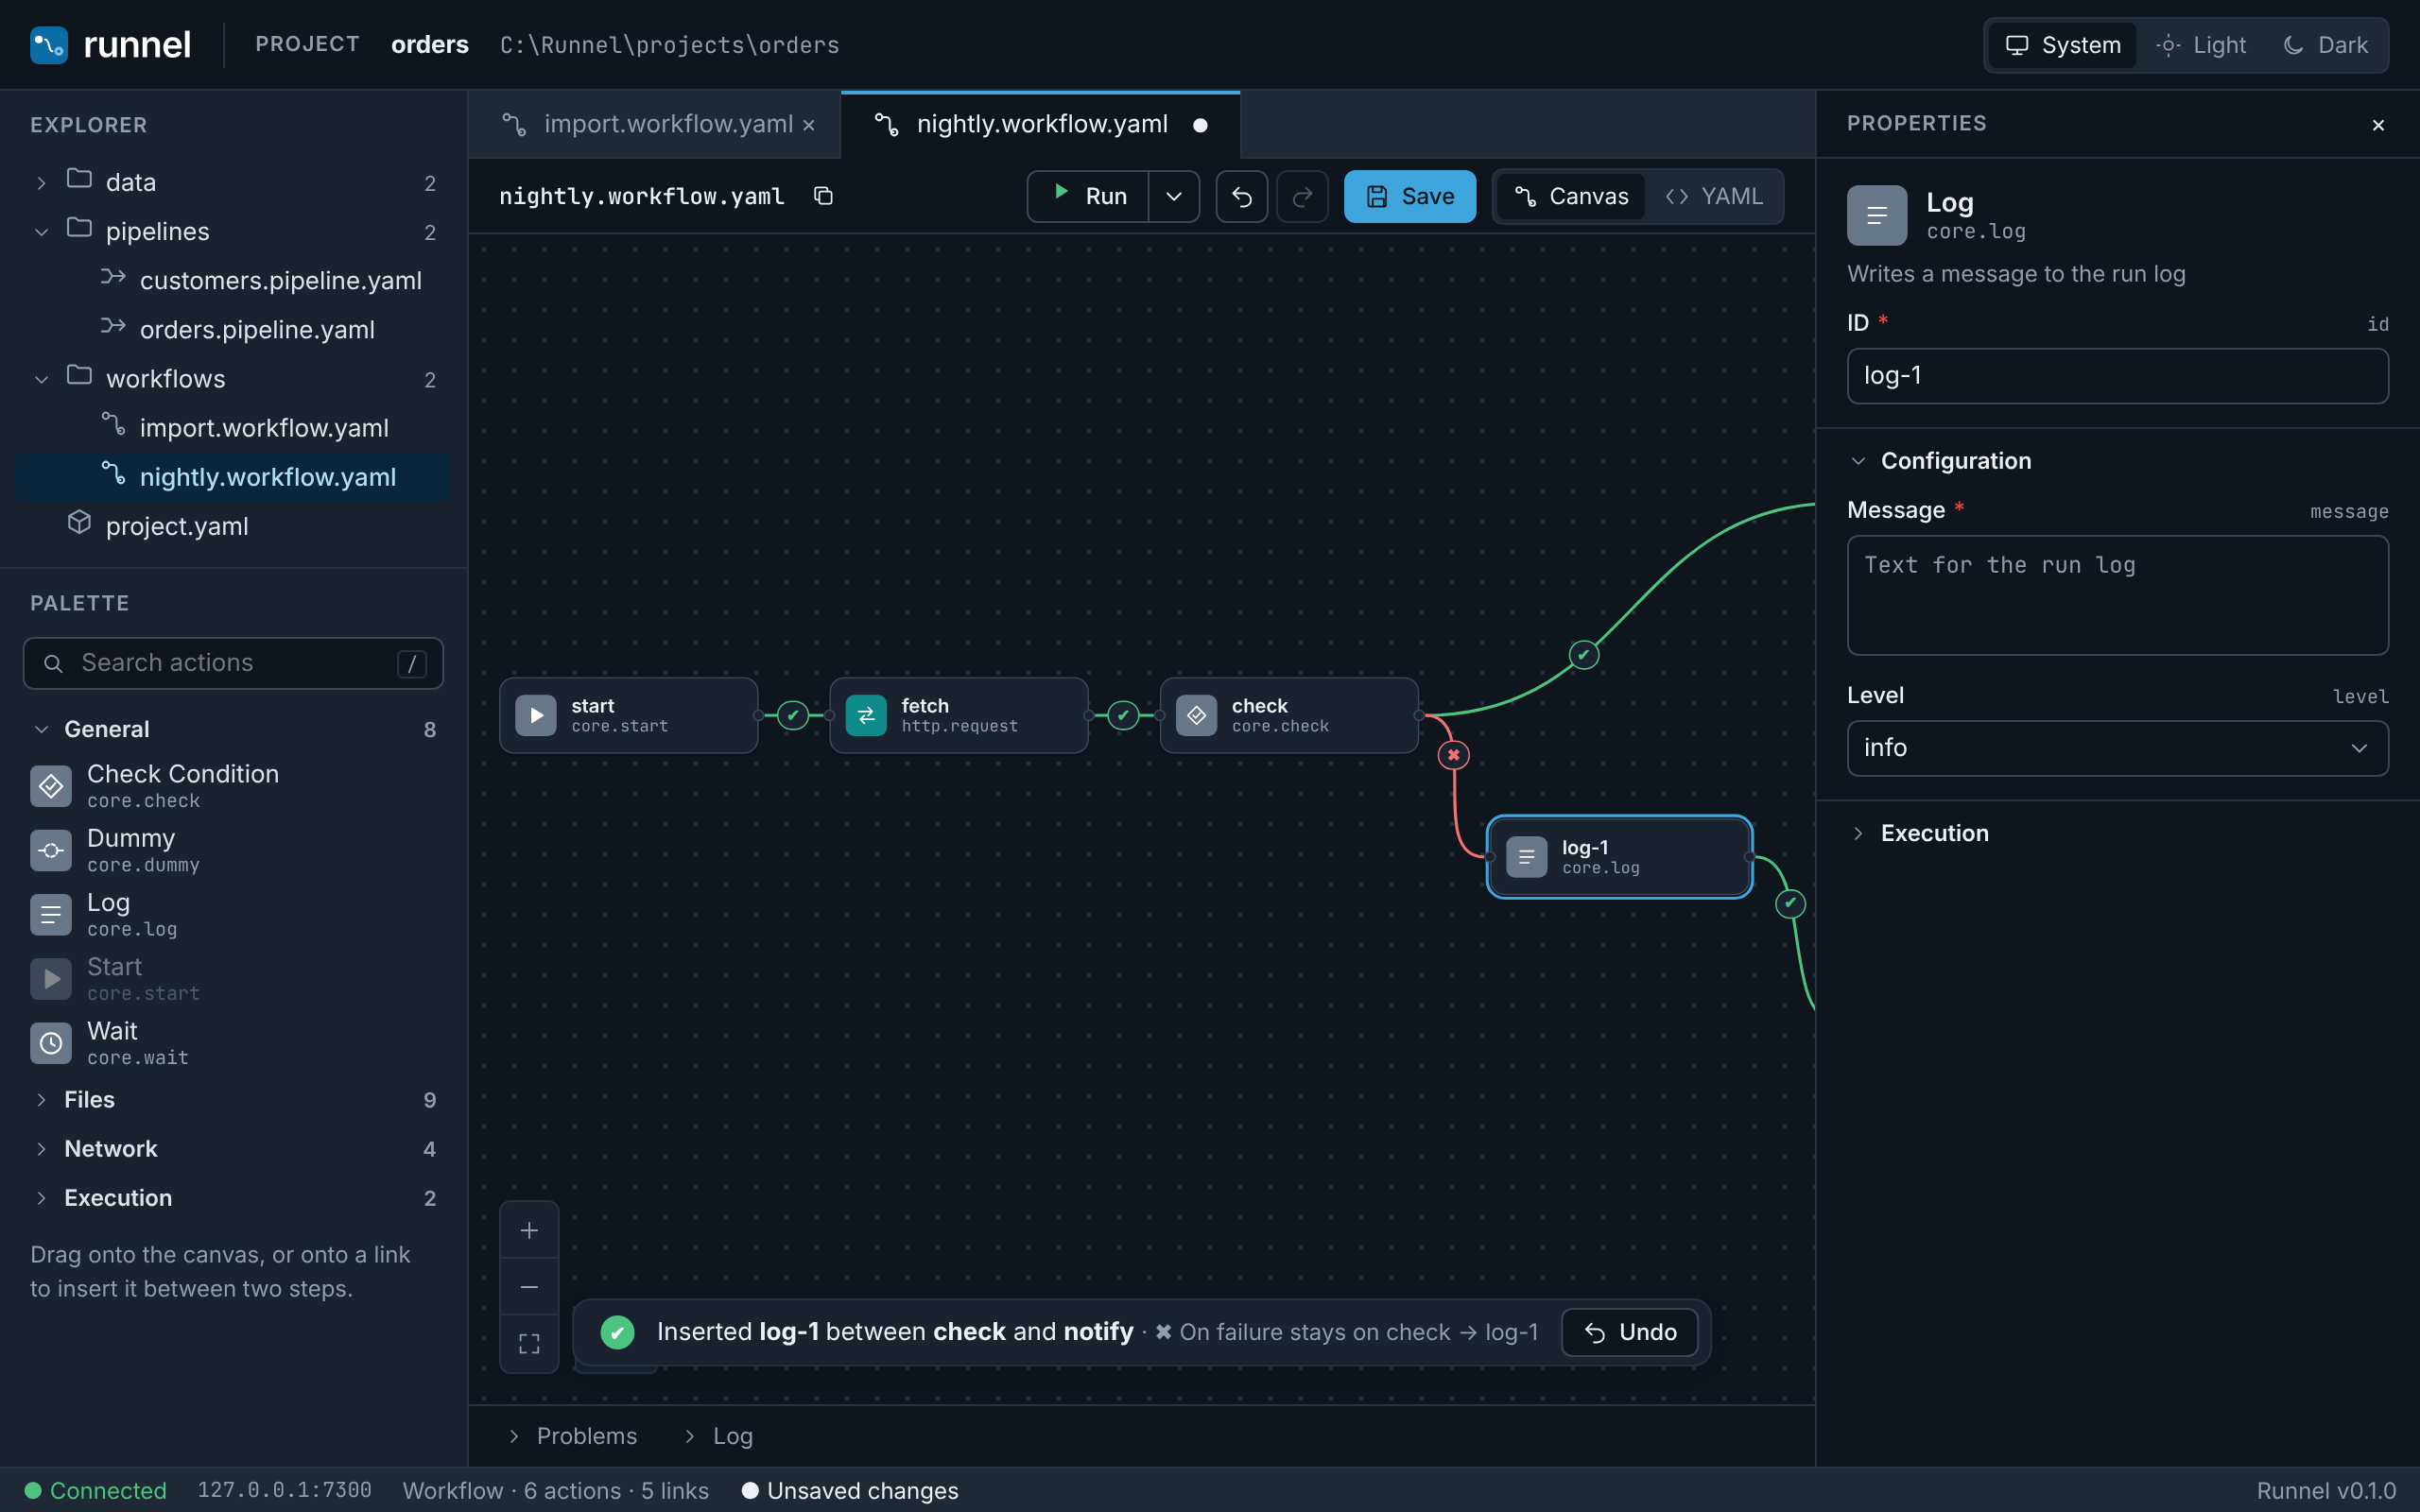 runnel
PROJECT orders C:\Runnel\projects\orders
System Light Dark
EXPLORER
data 2
pipelines 2
customers.pipeline.yaml
orders.pipeline.yaml
workflows 2
import.workflow.yaml
nightly.workflow.yaml
project.yaml
PALETTE
Search actions /
General 8
Check Condition
core.check
Dummy
core.dummy
Log
core.log
Start
core.start
Wait
core.wait
Files 9
Network 4
Execution 2
Drag onto the canvas, or onto a link
to insert it between two steps.
import.workflow.yaml ×
nightly.workflow.yaml
nightly.workflow.yaml
Run Save Canvas YAML
start
core.start
fetch
http.request
check
core.check
log-1
core.log
Inserted log-1 between check and notify · ✖ On failure stays on check → log-1 Undo
Problems Log
PROPERTIES
Log
core.log
Writes a message to the run log
ID * id
log-1
Configuration
Message * message
Text for the run log
Level level
info
Execution
Connected 127.0.0.1:7300 Workflow · 6 actions · 5 links Unsaved changes
Runnel v0.1.0